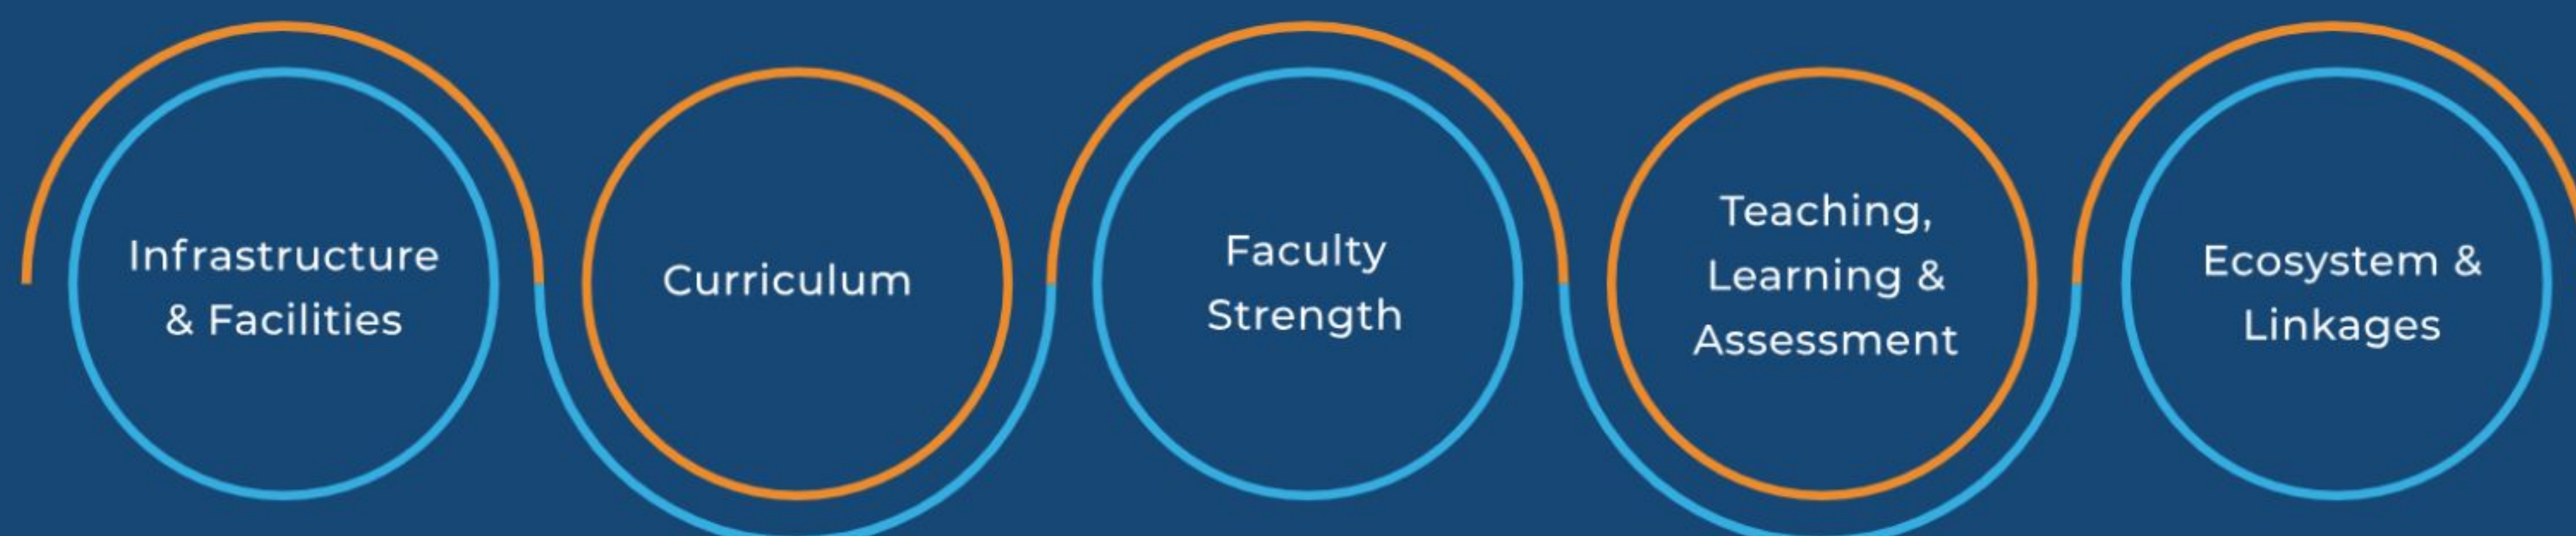 Infrastructure
& Facilities
Curriculum
Faculty
Strength
Teaching,
Learning &
Assessment
Ecosystem &
Linkages